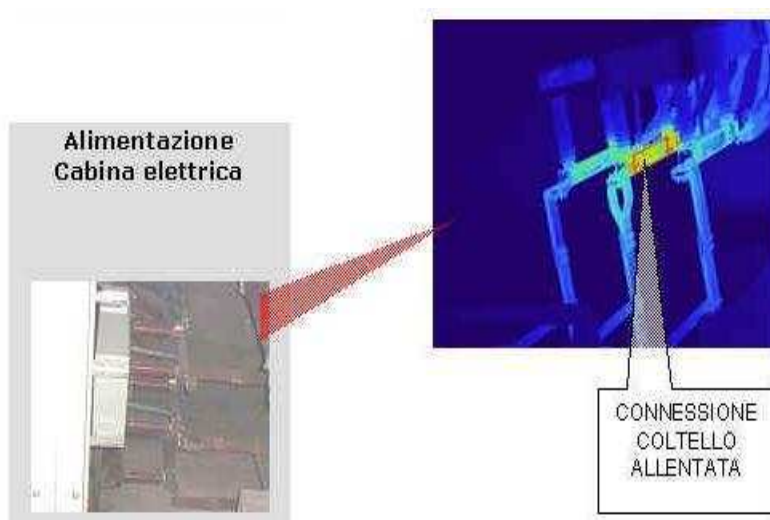 Alimentazione
Cabina elettrica
CONNESSIONE
COLTELLO
ALLENTATA